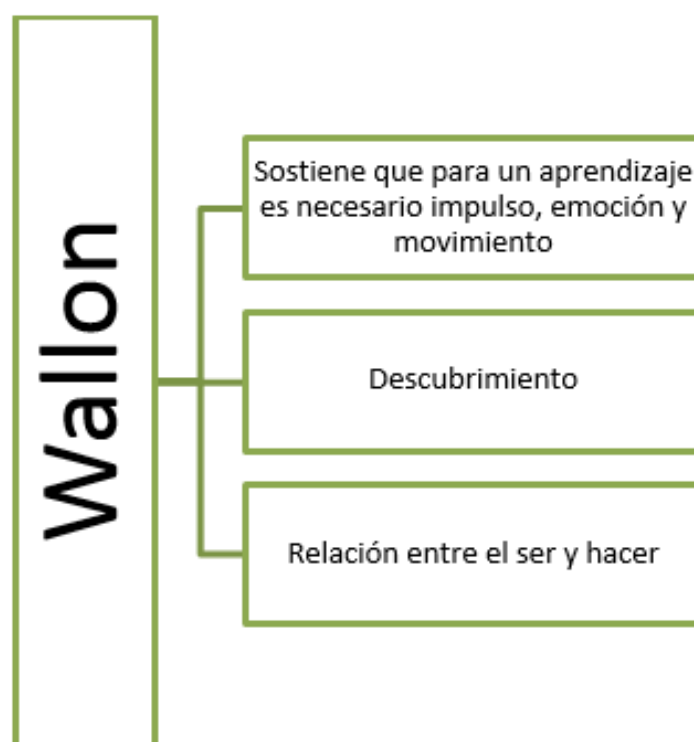 Wallon
Sostiene que para un aprendizaje
es necesario impulso, emoción y
movimiento
Descubrimiento
Relación entre el ser y hacer